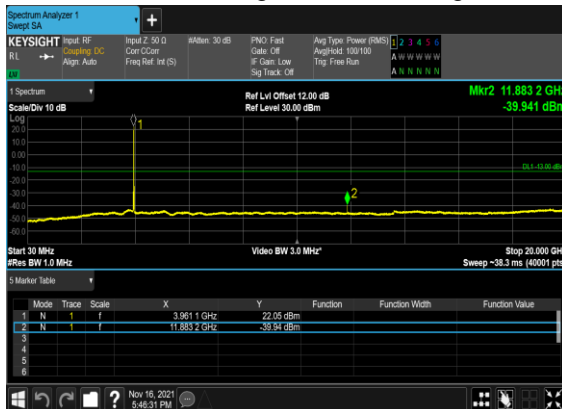 Spectrum Analyzer 1
Swept SA
KEYSIGHT Input: RF Input Z: 50 Ω #Atten: 30 dB PNO: Fast Avg Type: Power (RMS) 1 2 3 4 5 6
RL Coupling: DC Corr CCorr Gate: Off Avg|Hold: 100/100 A W W W W W
Align: Auto Freq Ref: Int (S) IF Gain: Low Trig: Free Run
Sig Track: Off A N N N N N
1 Spectrum Ref Lvl Offset 12.00 dB Mkr2 11.883 2 GHz
Scale/Div 10 dB Ref Level 30.00 dBm -39.941 dBm
Log
1
20.0
10.0
0.00
-10.0 DL1 -13.00 dBm
-20.0
-30.0
2
-40.0
-50.0
-60.0
Start 30 MHz Video BW 3.0 MHz* Stop 20.000 GHz
#Res BW 1.0 MHz Sweep ~38.3 ms (40001 pts)
5 Marker Table
Mode Trace Scale X Y Function Function Width Function Value
1 N 1 f 3.961 1 GHz 22.05 dBm
2 N 1 f 11.883 2 GHz -39.94 dBm
3
4
5
6
? Nov 16, 2021
5:46:31 PM